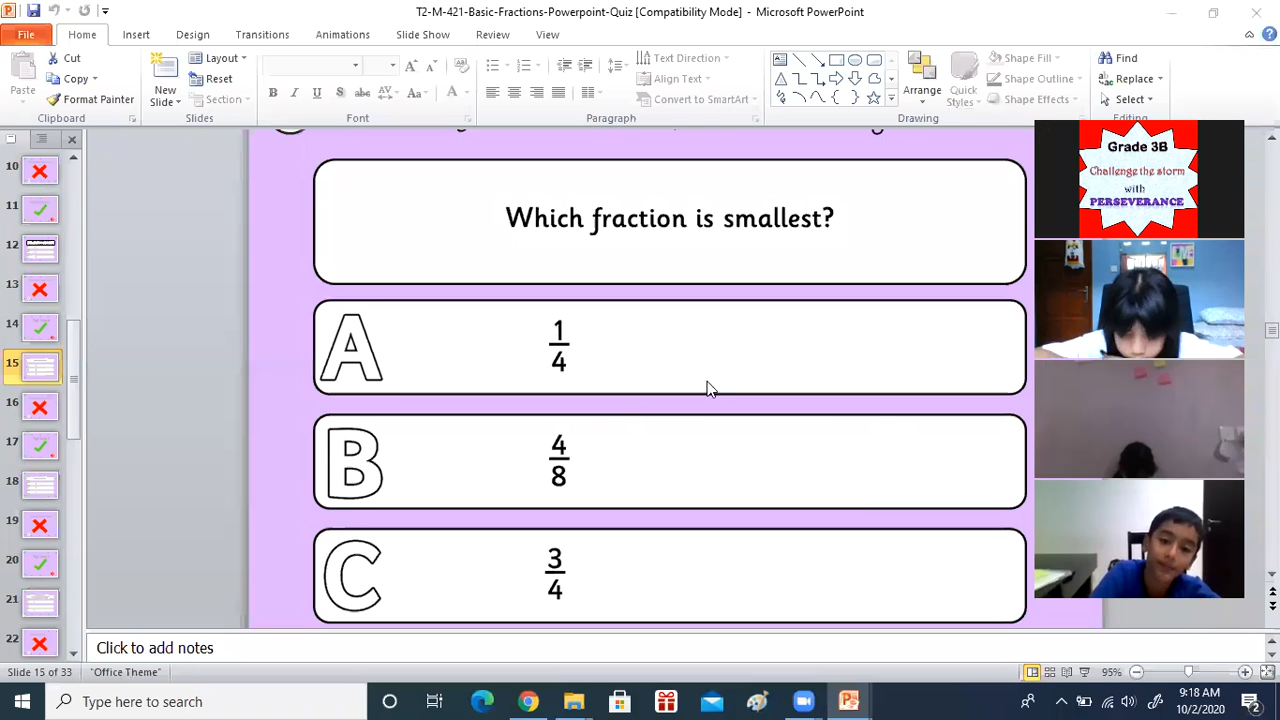 T2-M-421-Basic-Fractions-Powerpoint-Quiz [Compatibility Mode] - Microsoft PowerPoint
File Home Insert Design Transitions Animations Slide Show Review View
Cut
Copy
Format Painter
Paste
Clipboard
New Slide
Layout
Reset
Section
Slides
B I U S abc AV Aa A
Font
Text Direction
Align Text
Convert to SmartArt
Paragraph
Arrange
Quick Styles
Shape Fill
Shape Outline
Shape Effects
Drawing
Find
Replace
Select
Editing
10
11
12
13
14
15
16
17
18
19
20
21
22
Which fraction is smallest?
A 1/4
B 4/8
C 3/4
Grade 3B
Challenge the storm
with
PERSEVERANCE
Click to add notes
Slide 15 of 33 "Office Theme" 95%
Type here to search
9:18 AM
10/2/2020
2